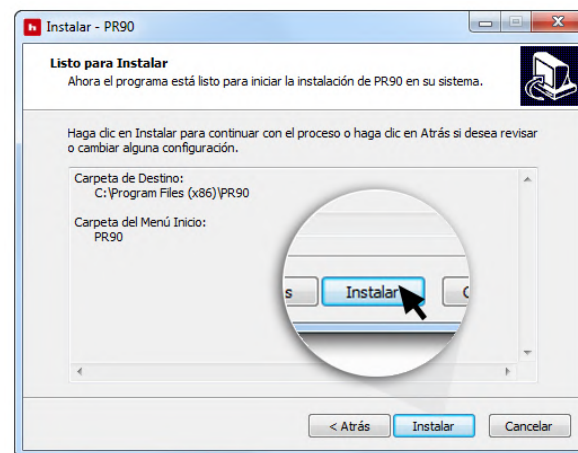 Instalar - PR90
Listo para Instalar
Ahora el programa está listo para iniciar la instalación de PR90 en su sistema.
Haga clic en Instalar para continuar con el proceso o haga clic en Atrás si desea revisar
o cambiar alguna configuración.
Carpeta de Destino:
C:\Program Files (x86)\PR90
Carpeta del Menú Inicio:
PR90
s
Instalar
C
< Atrás
Instalar
Cancelar